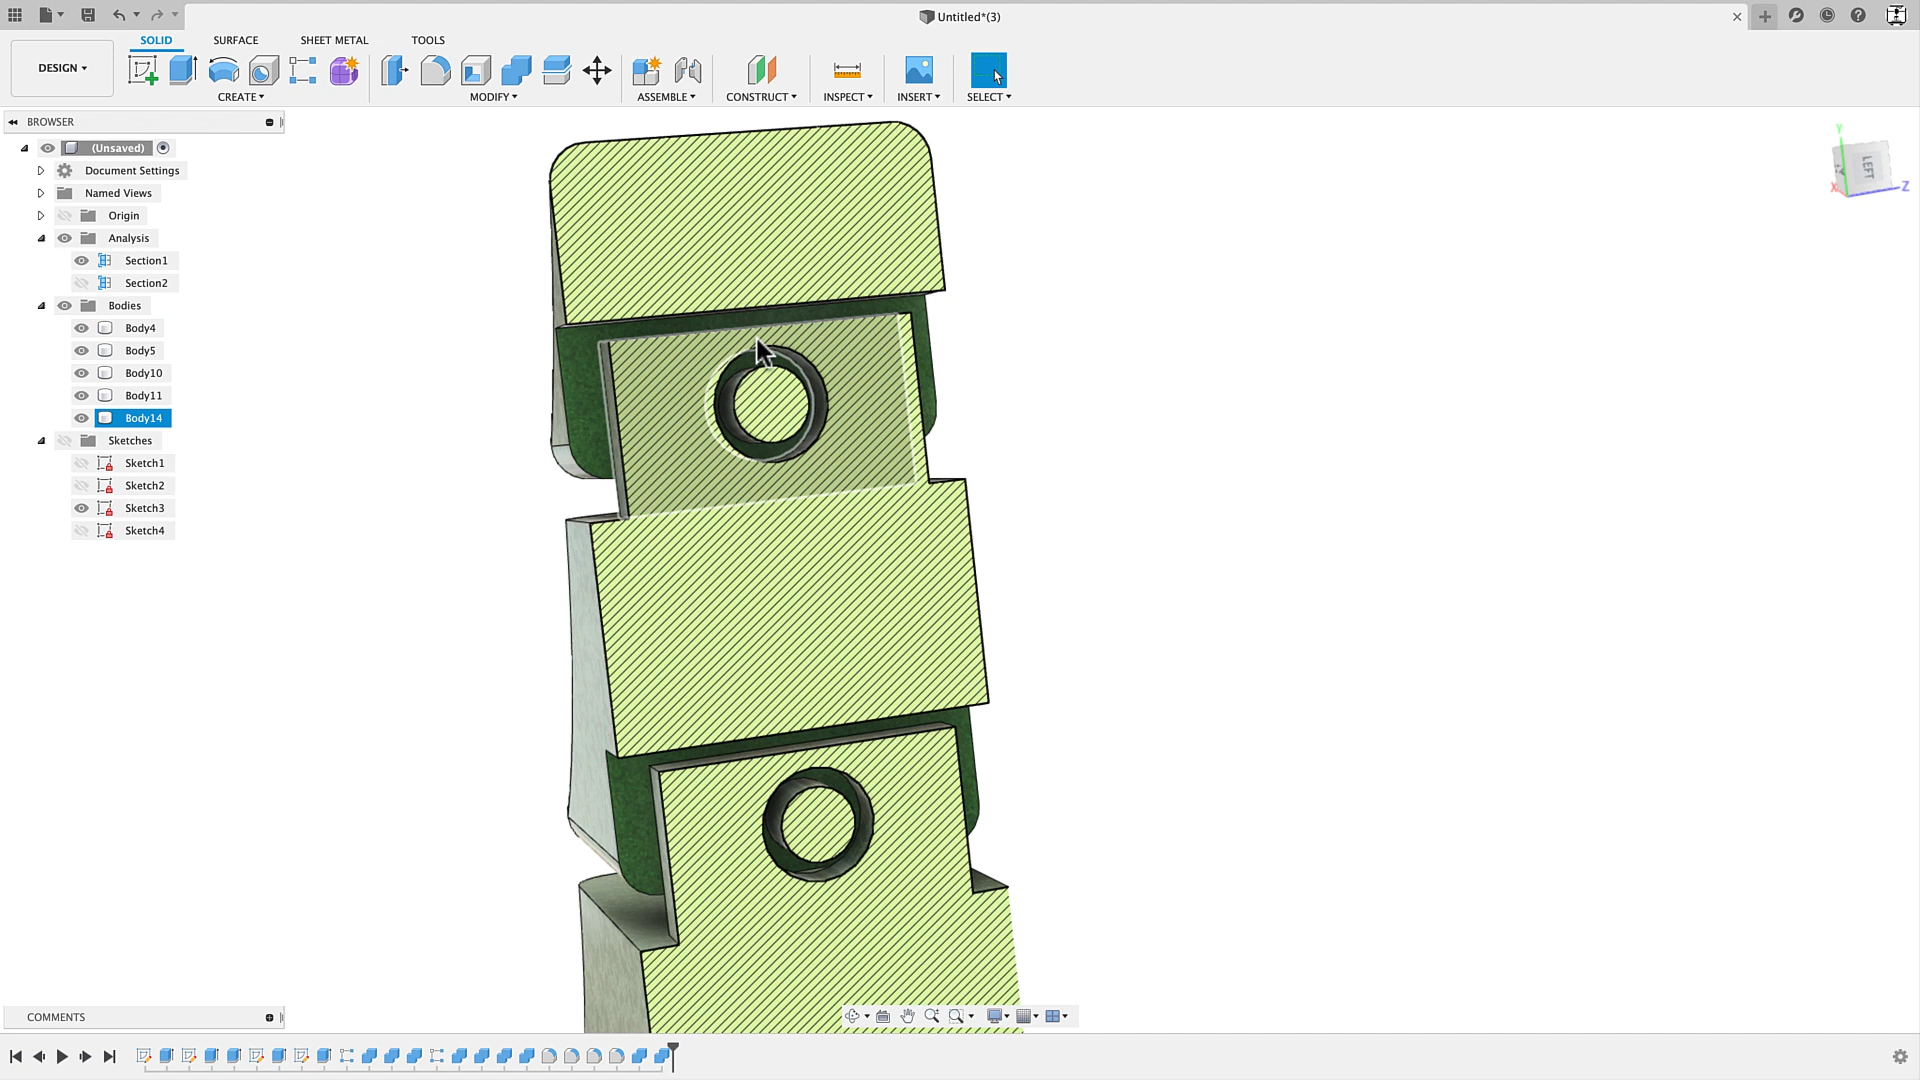 Untitled*(3)
SOLID SURFACE SHEET METAL TOOLS
DESIGN
CREATE MODIFY ASSEMBLE CONSTRUCT INSPECT INSERT SELECT
BROWSER
(Unsaved)
Document Settings
Named Views
Origin
Analysis
Section1
Section2
Bodies
Body4
Body5
Body10
Body11
Body14
Sketches
Sketch1
Sketch2
Sketch3
Sketch4
Y
LEFT
X
Z
COMMENTS